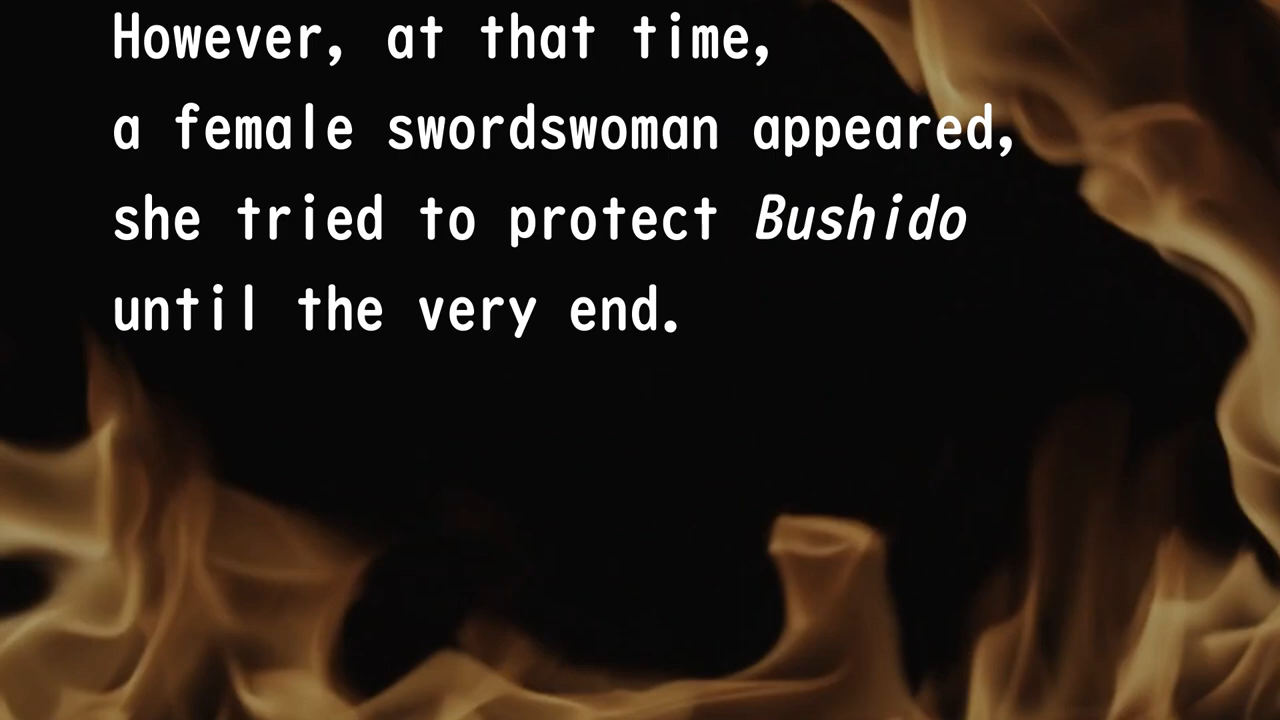 However, at that time,
a female swordswoman appeared,
she tried to protect Bushido
until the very end.